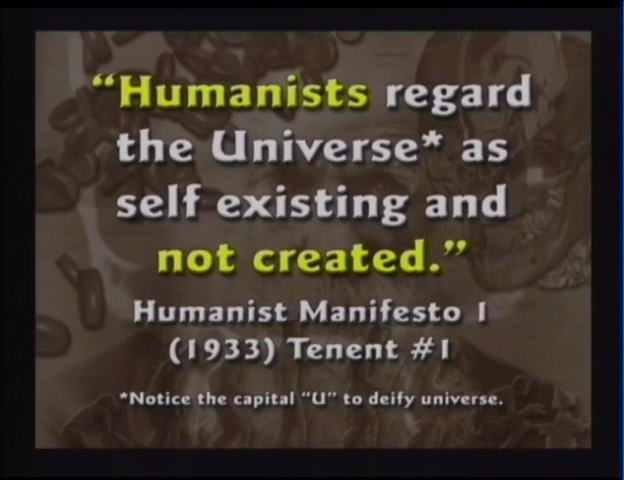 “Humanists regard
the Universe* as
self existing and
not created.”
Humanist Manifesto 1
(1933) Tenent #1
*Notice the capital “U” to deify universe.